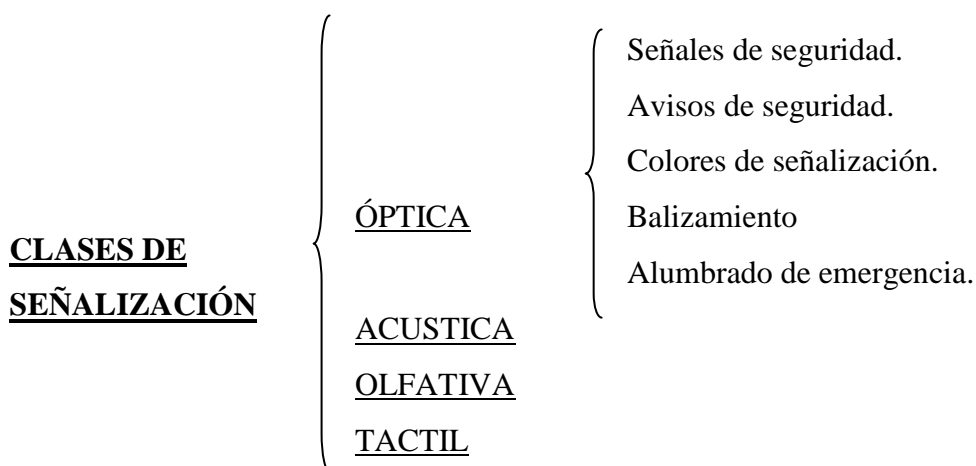 CLASES DE
SEÑALIZACIÓN
ÓPTICA
Señales de seguridad.
Avisos de seguridad.
Colores de señalización.
Balizamiento
Alumbrado de emergencia.
ACUSTICA
OLFATIVA
TACTIL